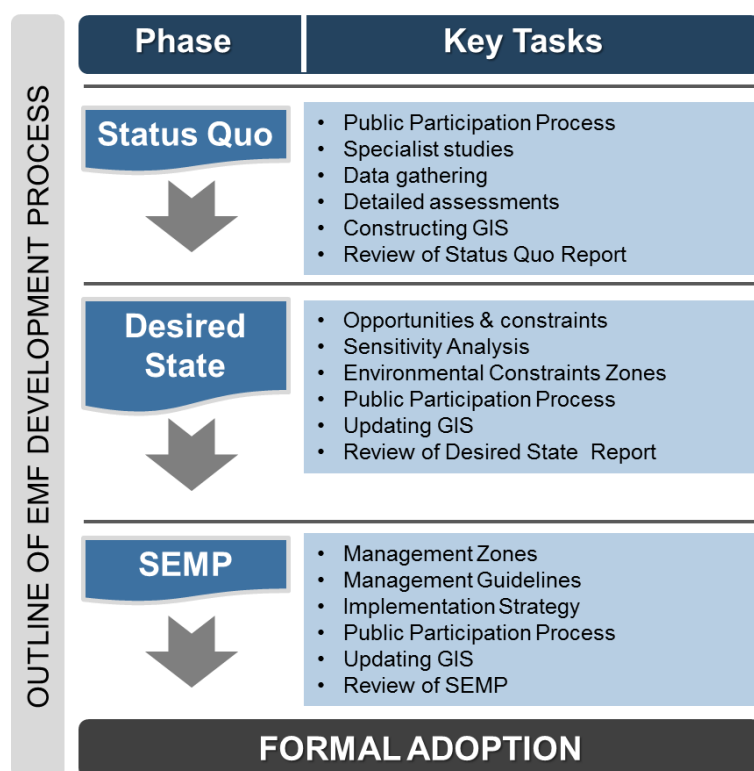 OUTLINE OF EMF DEVELOPMENT PROCESS
Phase
Key Tasks
Status Quo
• Public Participation Process
• Specialist studies
• Data gathering
• Detailed assessments
• Constructing GIS
• Review of Status Quo Report
Desired
State
• Opportunities & constraints
• Sensitivity Analysis
• Environmental Constraints Zones
• Public Participation Process
• Updating GIS
• Review of Desired State Report
SEMP
• Management Zones
• Management Guidelines
• Implementation Strategy
• Public Participation Process
• Updating GIS
• Review of SEMP
FORMAL ADOPTION